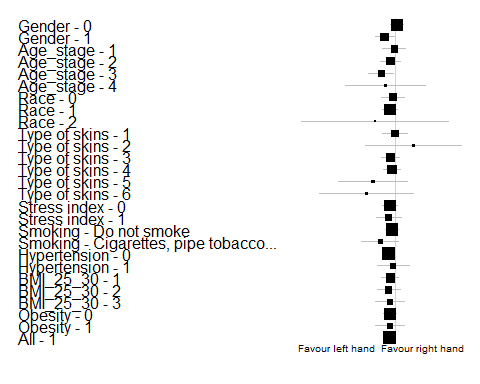 Gender - 0
Gender - 1
Age_stage - 1
Age_stage - 2
Age_stage - 3
Age_stage - 4
Race - 0
Race - 1
Race - 2
Type of skins - 1
Type of skins - 2
Type of skins - 3
Type of skins - 4
Type of skins - 5
Type of skins - 6
Stress index - 0
Stress index - 1
Smoking - Do not smoke
Smoking - Cigarettes, pipe tobacco...
Hypertension - 0
Hypertension - 1
BMI_25_30 - 1
BMI_25_30 - 2
BMI_25_30 - 3
Obesity - 0
Obesity - 1
All - 1
Favour left hand Favour right hand